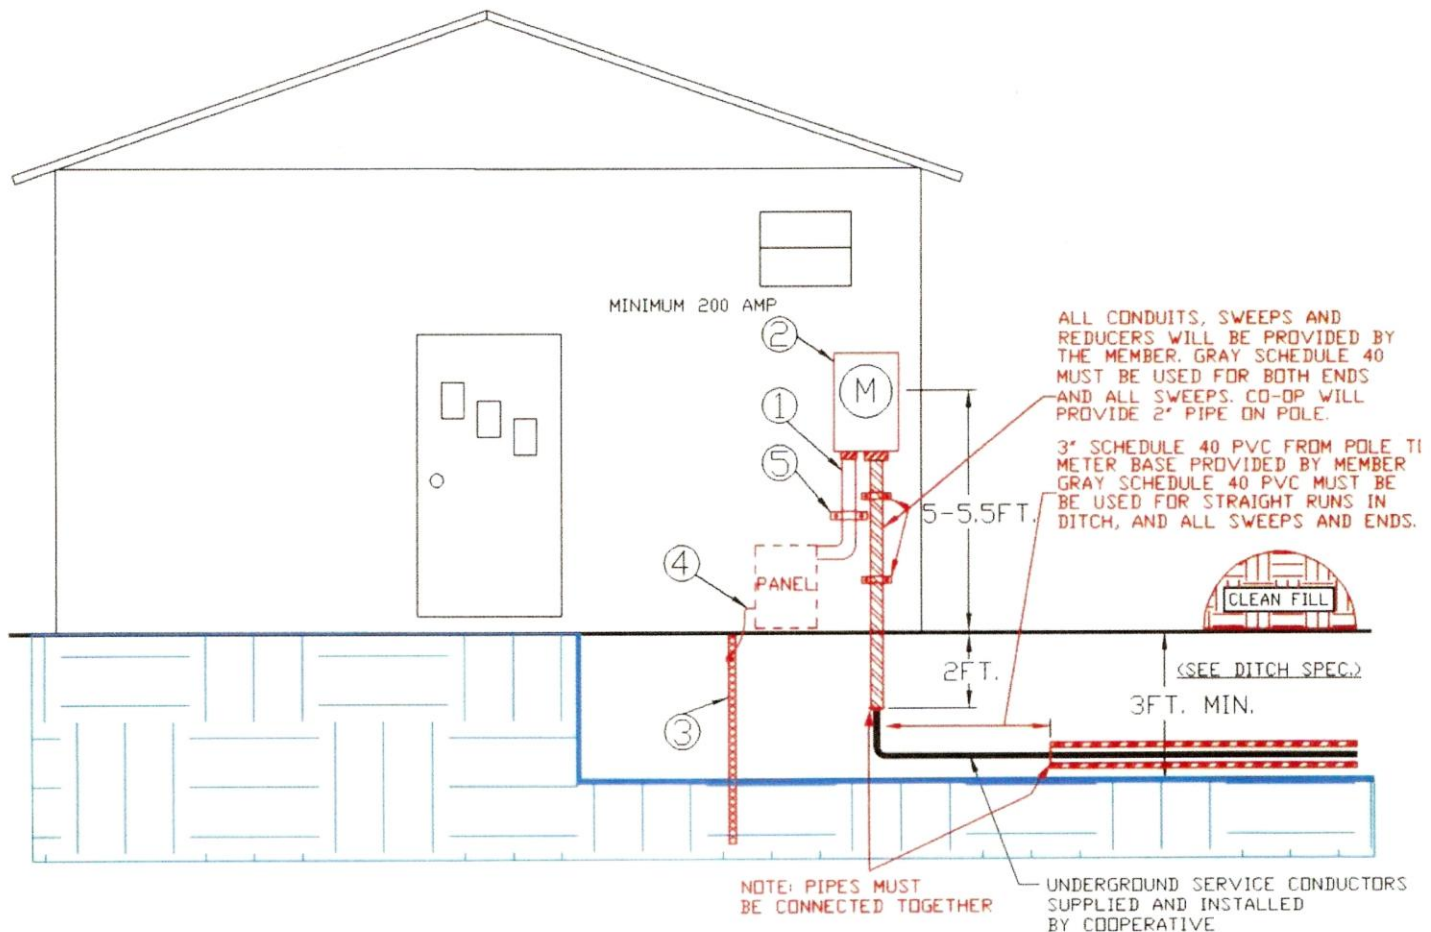 MINIMUM 200 AMP
2
M
1
5
4
PANEL
3
ALL CONDUITS, SWEEPS AND
REDUCERS WILL BE PROVIDED BY
THE MEMBER. GRAY SCHEDULE 40
MUST BE USED FOR BOTH ENDS
AND ALL SWEEPS. CO-OP WILL
PROVIDE 2" PIPE ON POLE.
3" SCHEDULE 40 PVC FROM POLE TI
METER BASE PROVIDED BY MEMBER
GRAY SCHEDULE 40 PVC MUST BE
BE USED FOR STRAIGHT RUNS IN
DITCH, AND ALL SWEEPS AND ENDS.
5-5.5FT.
CLEAN FILL
2FT.
(SEE DITCH SPEC.)
3FT. MIN.
NOTE: PIPES MUST
BE CONNECTED TOGETHER
UNDERGROUND SERVICE CONDUCTORS
SUPPLIED AND INSTALLED
BY COOPERATIVE